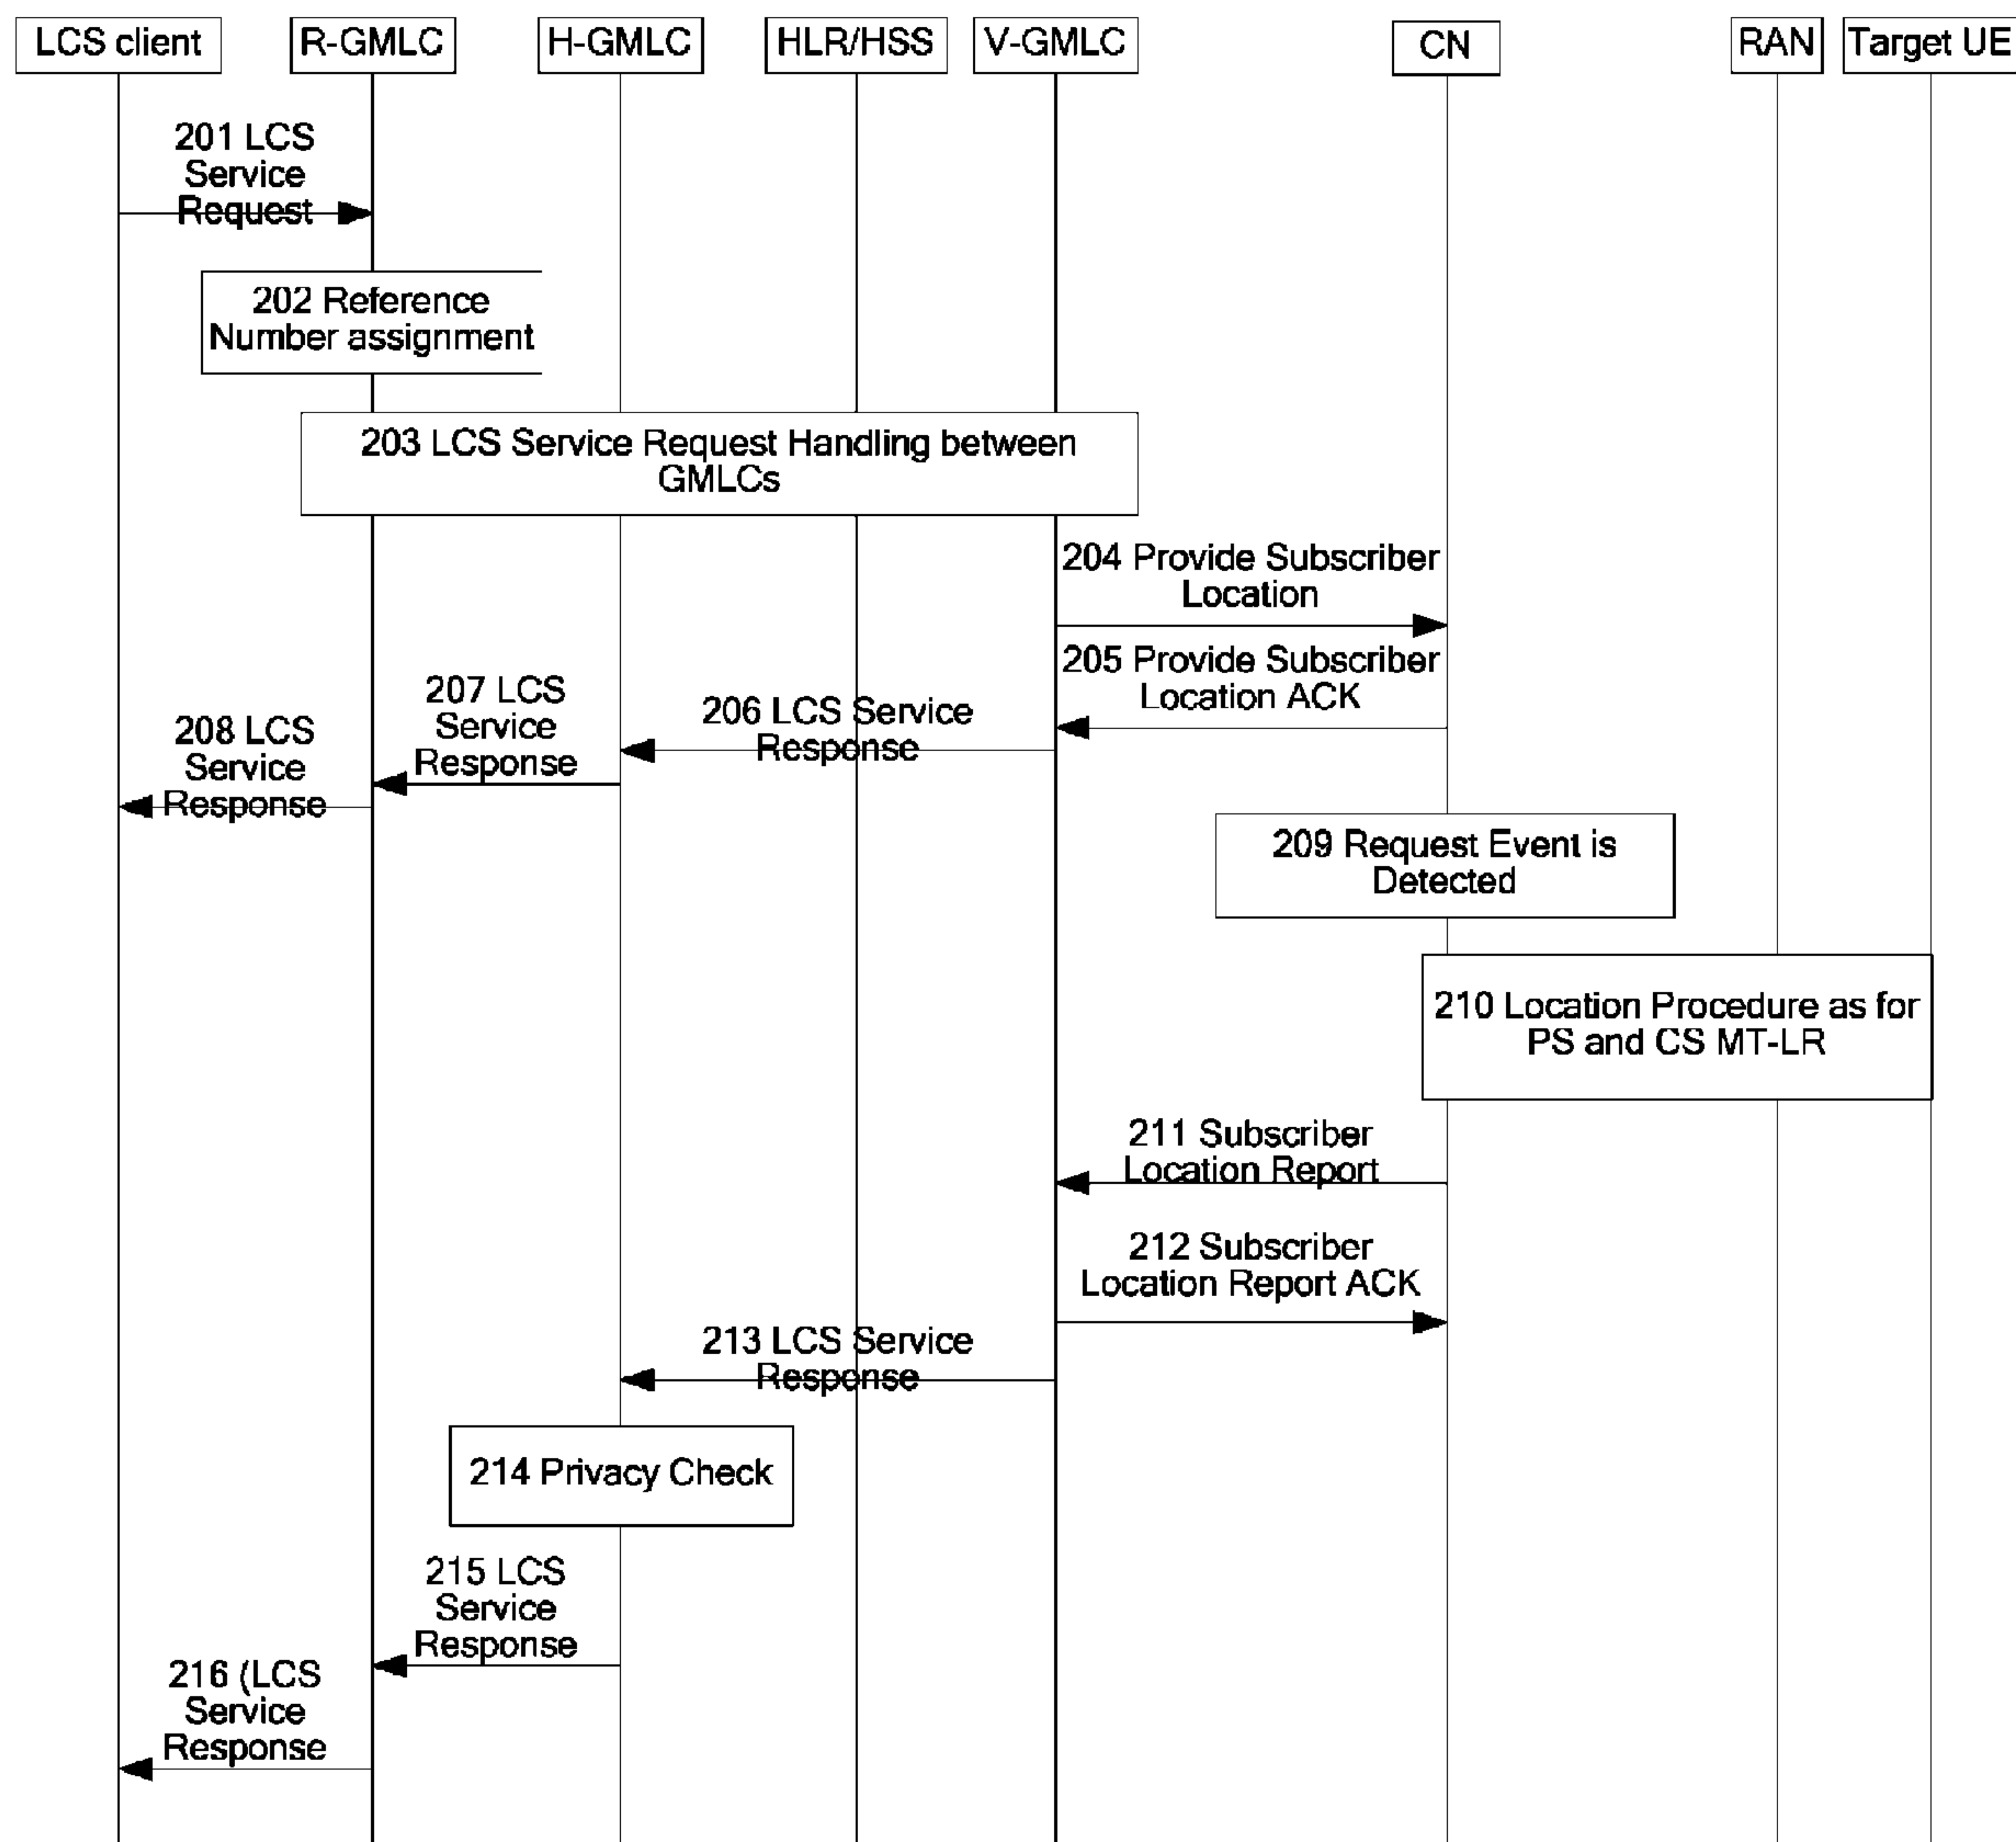 LCS client
R-GMLC
H-GMLC
HLR/HSS
V-GMLC
CN
RAN
Target UE
201 LCS
Service
Request
202 Reference
Number assignment
203 LCS Service Request Handling between
GMLCs
204 Provide Subscriber
Location
205 Provide Subscriber
Location ACK
206 LCS Service
Response
207 LCS
Service
Response
208 LCS
Service
Response
209 Request Event is
Detected
210 Location Procedure as for
PS and CS MT-LR
211 Subscriber
Location Report
212 Subscriber
Location Report ACK
213 LCS Service
Response
214 Privacy Check
215 LCS
Service
Response
216 (LCS
Service
Response